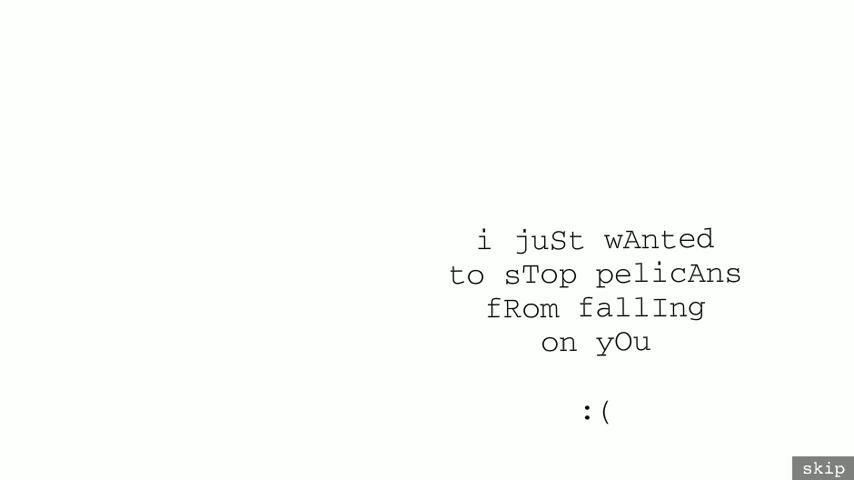 i juSt wAnted
to sTop pelicAns
fRom fallIng
on yOu
:(
skip